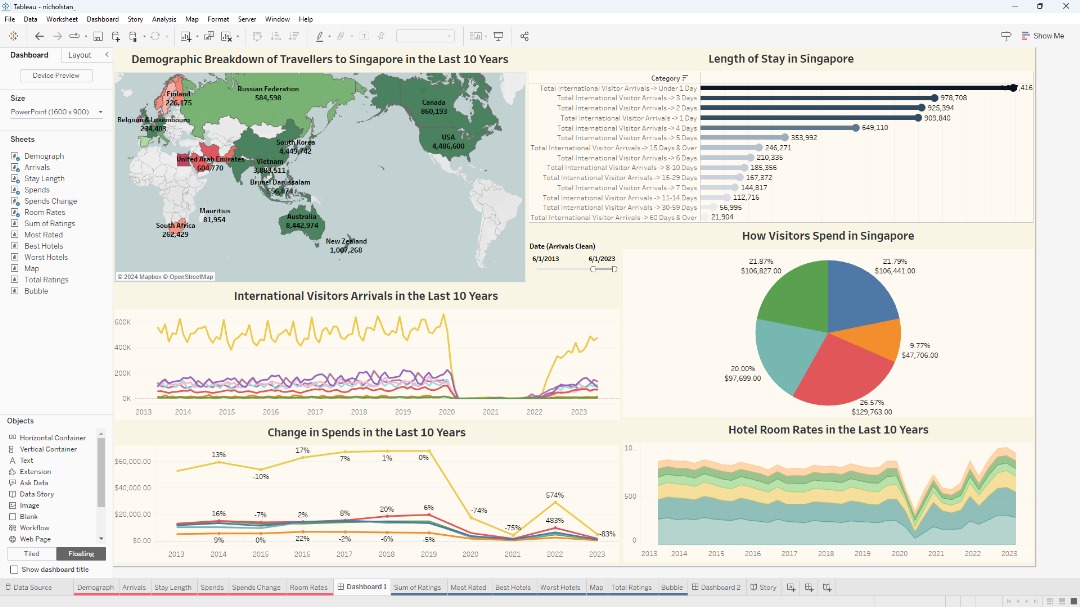 Tableau - nicholstan_
File Data Worksheet Dashboard Story Analysis Map Format Server Window Help
Show Me
Dashboard Layout
Device Preview
Size
PowerPoint (1600 x 900)
Sheets
Demograph
Arrivals
Stay Length
Spends
Spends Change
Room Rates
Sum of Ratings
Most Rated
Best Hotels
Worst Hotels
Map
Total Ratings
Bubble
Objects
Horizontal Container
Vertical Container
Text
Extension
Ask Data
Data Story
Image
Blank
Workflow
Web Page
Tiled Floating
Show dashboard title
Demographic Breakdown of Travellers to Singapore in the Last 10 Years
Finland
226,175
Russian Federation
584,598
Canada
860,193
Belgium & Luxembourg
234,403
South Korea
4,449,742
USA
4,486,600
United Arab Emirates
604,770
Vietnam
Brunei Darussalam
Mauritius
81,954
Australia
8,442,974
South Africa
262,429
New Zealand
1,007,268
© 2024 Mapbox © OpenStreetMap
Length of Stay in Singapore
Category
Total International Visitor Arrivals -> Under 1 Day
Total International Visitor Arrivals -> 3 Days 978,708
Total International Visitor Arrivals -> 2 Days 925,394
Total International Visitor Arrivals -> 1 Day 909,840
Total International Visitor Arrivals -> 4 Days 649,110
Total International Visitor Arrivals -> 5 Days 353,992
Total International Visitor Arrivals -> 15 Days & Over 246,271
Total International Visitor Arrivals -> 6 Days 210,335
Total International Visitor Arrivals -> 8-10 Days 185,356
Total International Visitor Arrivals -> 15-29 Days 167,372
Total International Visitor Arrivals -> 7 Days 144,817
Total International Visitor Arrivals -> 11-14 Days 112,716
Total International Visitor Arrivals -> 30-59 Days 56,995
Total International Visitor Arrivals -> 60 Days & Over 21,904
Date (Arrivals Clean)
6/1/2013 6/1/2023
How Visitors Spend in Singapore
21.87%
$106,827.00
21.79%
$106,441.00
9.77%
$47,706.00
20.00%
$97,699.00
26.57%
$129,763.00
International Visitors Arrivals in the Last 10 Years
600K
400K
200K
0K
2013 2014 2015 2016 2017 2018 2019 2020 2021 2022 2023
Change in Spends in the Last 10 Years
$60,000.00
$40,000.00
$20,000.00
$0.00
13% -10% 17% 7% 1% 0% -74% -75% 574% -83%
16% -7% 2% 8% 20% 6% 483%
9% 0% 22% -2% -6% -5%
2013 2014 2015 2016 2017 2018 2019 2020 2021 2022 2023
Hotel Room Rates in the Last 10 Years
10..
500
0
2013 2014 2015 2016 2017 2018 2019 2020 2021 2022 2023
Data Source Demograph Arrivals Stay Length Spends Spends Change Room Rates Dashboard 1 Sum of Ratings Most Rated Best Hotels Worst Hotels Map Total Ratings Bubble Dashboard 2 Story